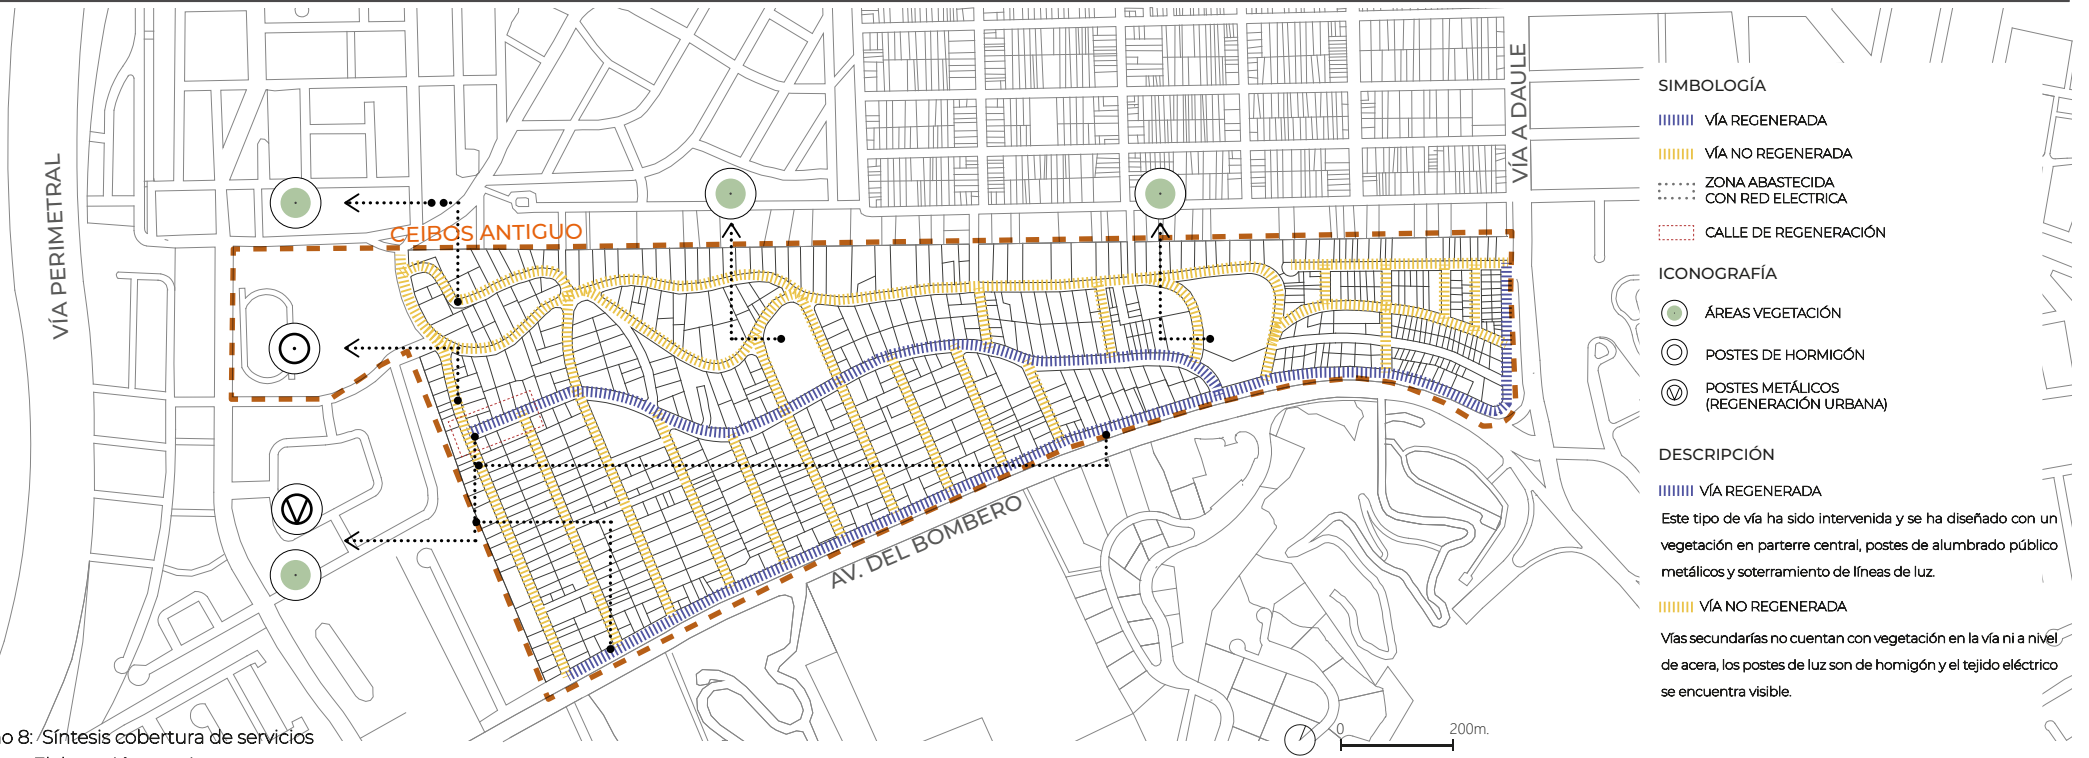 VÍA PERIMETRAL
CEIBOS ANTIGUO
VÍA A DAULE
AV. DEL BOMBERO
SIMBOLOGÍA
VÍA REGENERADA
VÍA NO REGENERADA
ZONA ABASTECIDA
CON RED ELECTRICA
CALLE DE REGENERACIÓN
ICONOGRAFÍA
ÁREAS VEGETACIÓN
POSTES DE HORMIGÓN
POSTES METÁLICOS
(REGENERACIÓN URBANA)
DESCRIPCIÓN
VÍA REGENERADA
Este tipo de vía ha sido intervenida y se ha diseñado con un
vegetación en parterre central, postes de alumbrado público
metálicos y soterramiento de líneas de luz.
VÍA NO REGENERADA
Vías secundarías no cuentan con vegetación en la vía ni a nivel
de acera, los postes de luz son de homigón y el tejido eléctrico
se encuentra visible.
0 200m.
o 8: Síntesis cobertura de servicios